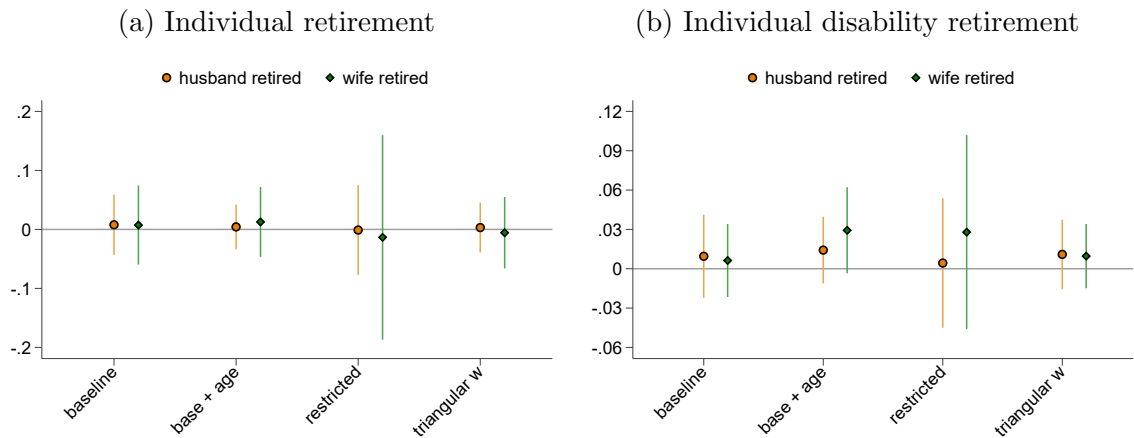 (a) Individual retirement
husband retired wife retired
.2
.1
0
-.1
-.2
baseline
base + age
restricted
triangular w
(b) Individual disability retirement
husband retired wife retired
.12
.09
.06
.03
0
-.03
-.06
baseline
base + age
restricted
triangular w